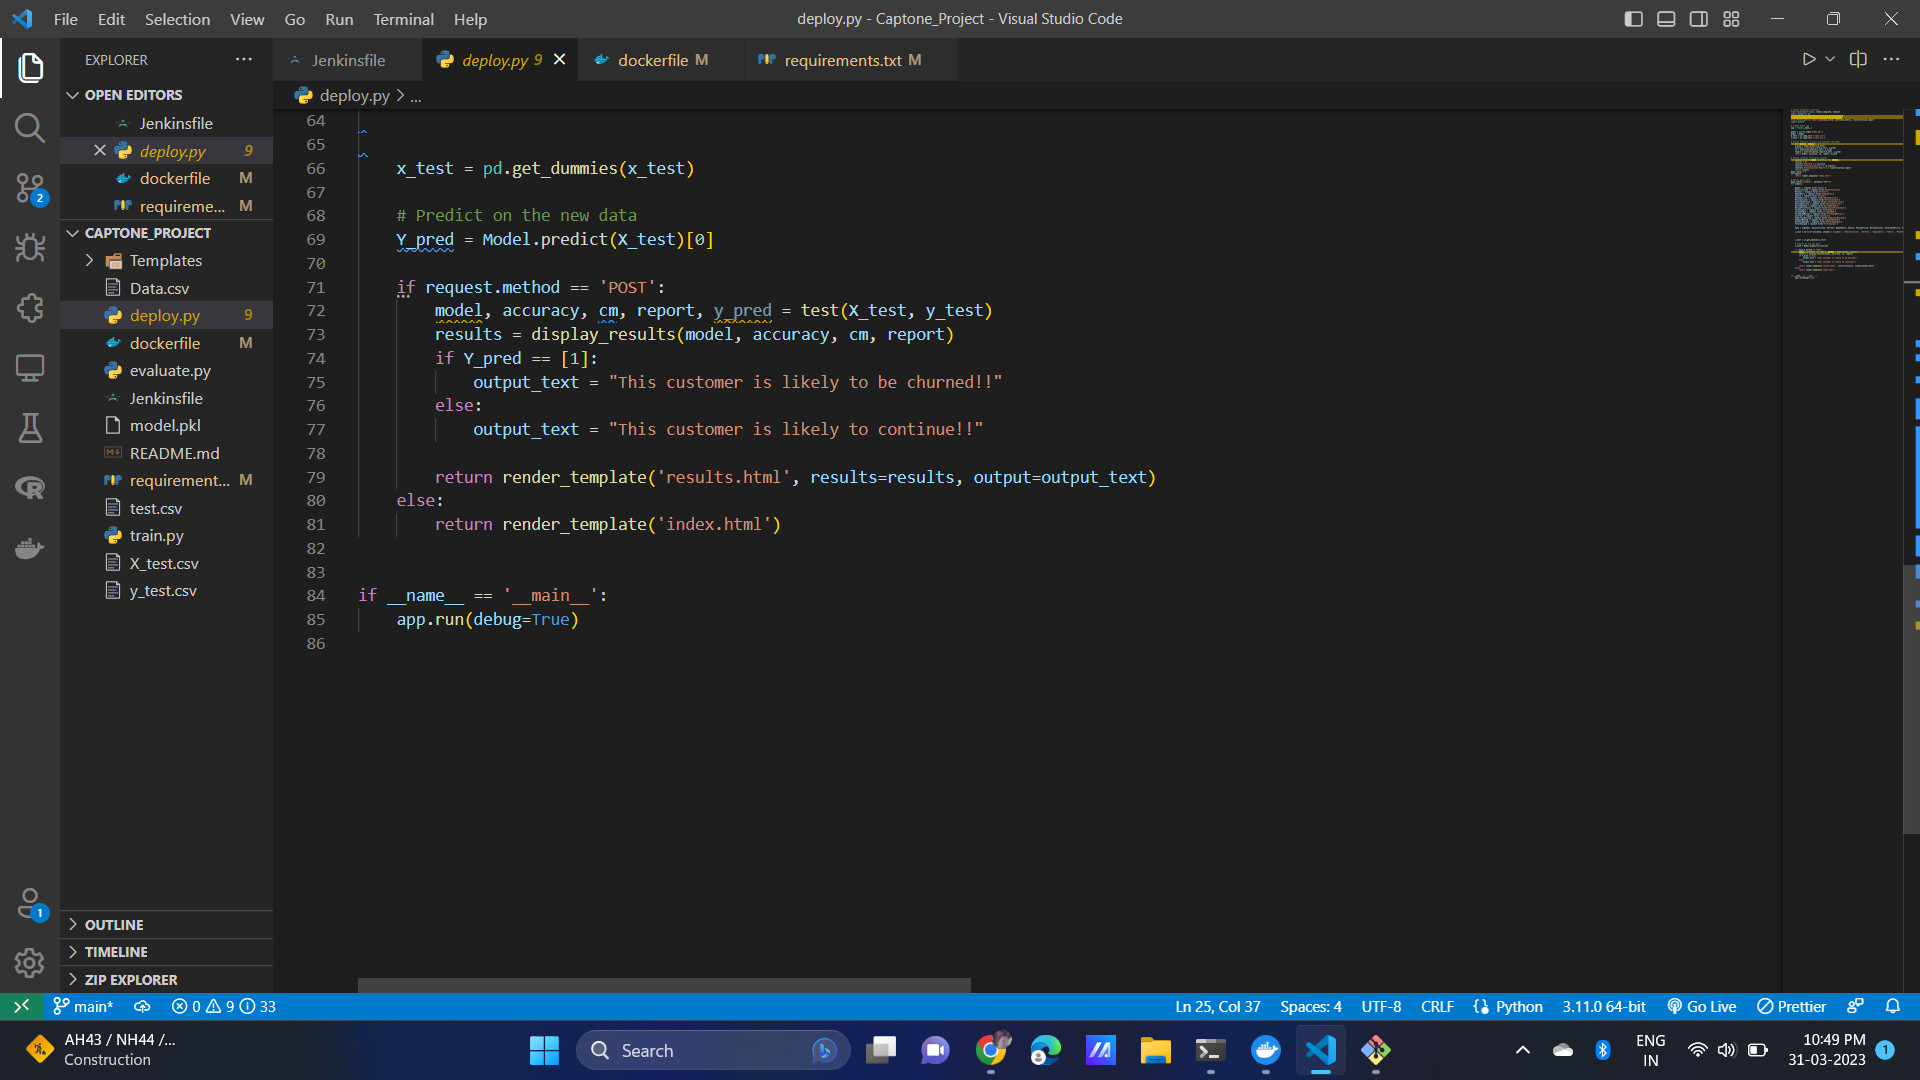 File Edit Selection View Go Run Terminal Help
deploy.py - Captone_Project - Visual Studio Code
EXPLORER
Jenkinsfile
deploy.py 9
dockerfile M
requirements.txt M
OPEN EDITORS
Jenkinsfile
deploy.py 9
dockerfile M
requireme... M
CAPTONE_PROJECT
Templates
Data.csv
deploy.py 9
dockerfile M
evaluate.py
Jenkinsfile
model.pkl
README.md
requirement... M
test.csv
train.py
X_test.csv
y_test.csv
OUTLINE
TIMELINE
ZIP EXPLORER
2
1
deploy.py > ...
64
65
66 x_test = pd.get_dummies(x_test)
67
68 # Predict on the new data
69 Y_pred = Model.predict(X_test)[0]
70
71 if request.method == 'POST':
72 model, accuracy, cm, report, y_pred = test(X_test, y_test)
73 results = display_results(model, accuracy, cm, report)
74 if Y_pred == [1]:
75 output_text = "This customer is likely to be churned!!"
76 else:
77 output_text = "This customer is likely to continue!!"
78
79 return render_template('results.html', results=results, output=output_text)
80 else:
81 return render_template('index.html')
82
83
84 if __name__ == '__main__':
85 app.run(debug=True)
86
main* 0 9 33
Ln 25, Col 37 Spaces: 4 UTF-8 CRLF Python 3.11.0 64-bit Go Live Prettier
AH43 / NH44 /...
Construction
Search
ENG
IN
10:49 PM
31-03-2023
1